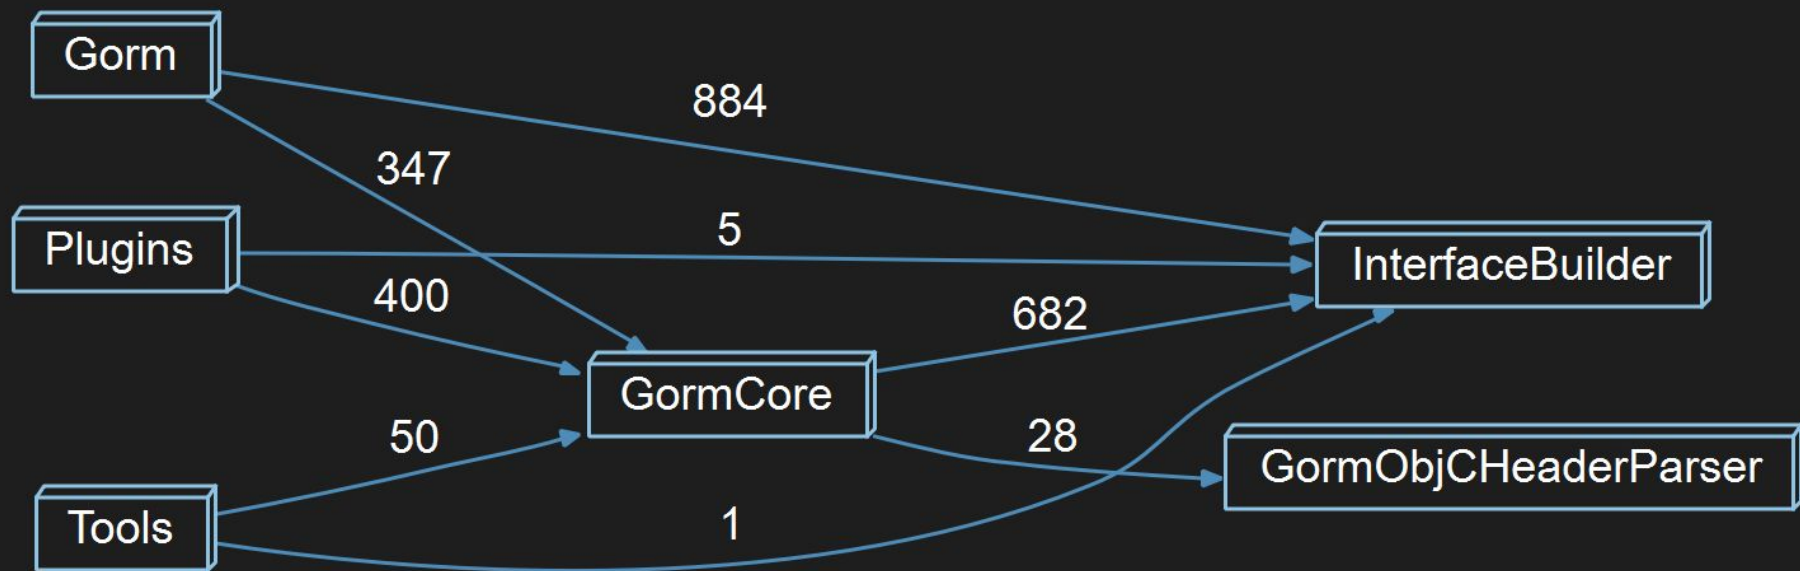 Gorm
884
347
Plugins
5
InterfaceBuilder
400
682
GormCore
50
28
GormObjCHeaderParser
Tools
1